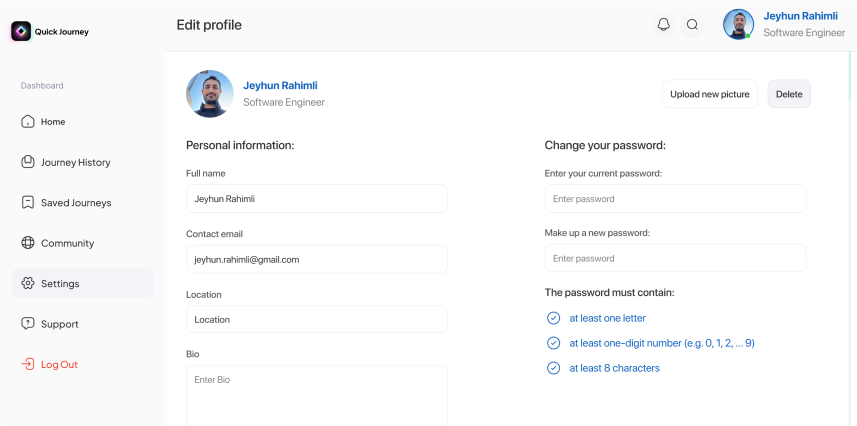 Quick Journey
Edit profile
Jeyhun Rahimli
Software Engineer
Dashboard
Home
Journey History
Saved Journeys
Community
Settings
Support
Log Out
Jeyhun Rahimli
Software Engineer
Upload new picture
Delete
Personal information:
Full name
Jeyhun Rahimli
Contact email
jeyhun.rahimli@gmail.com
Location
Location
Bio
Enter Bio
Change your password:
Enter your current password:
Enter password
Make up a new password:
Enter password
The password must contain:
at least one letter
at least one-digit number (e.g. 0, 1, 2, ... 9)
at least 8 characters